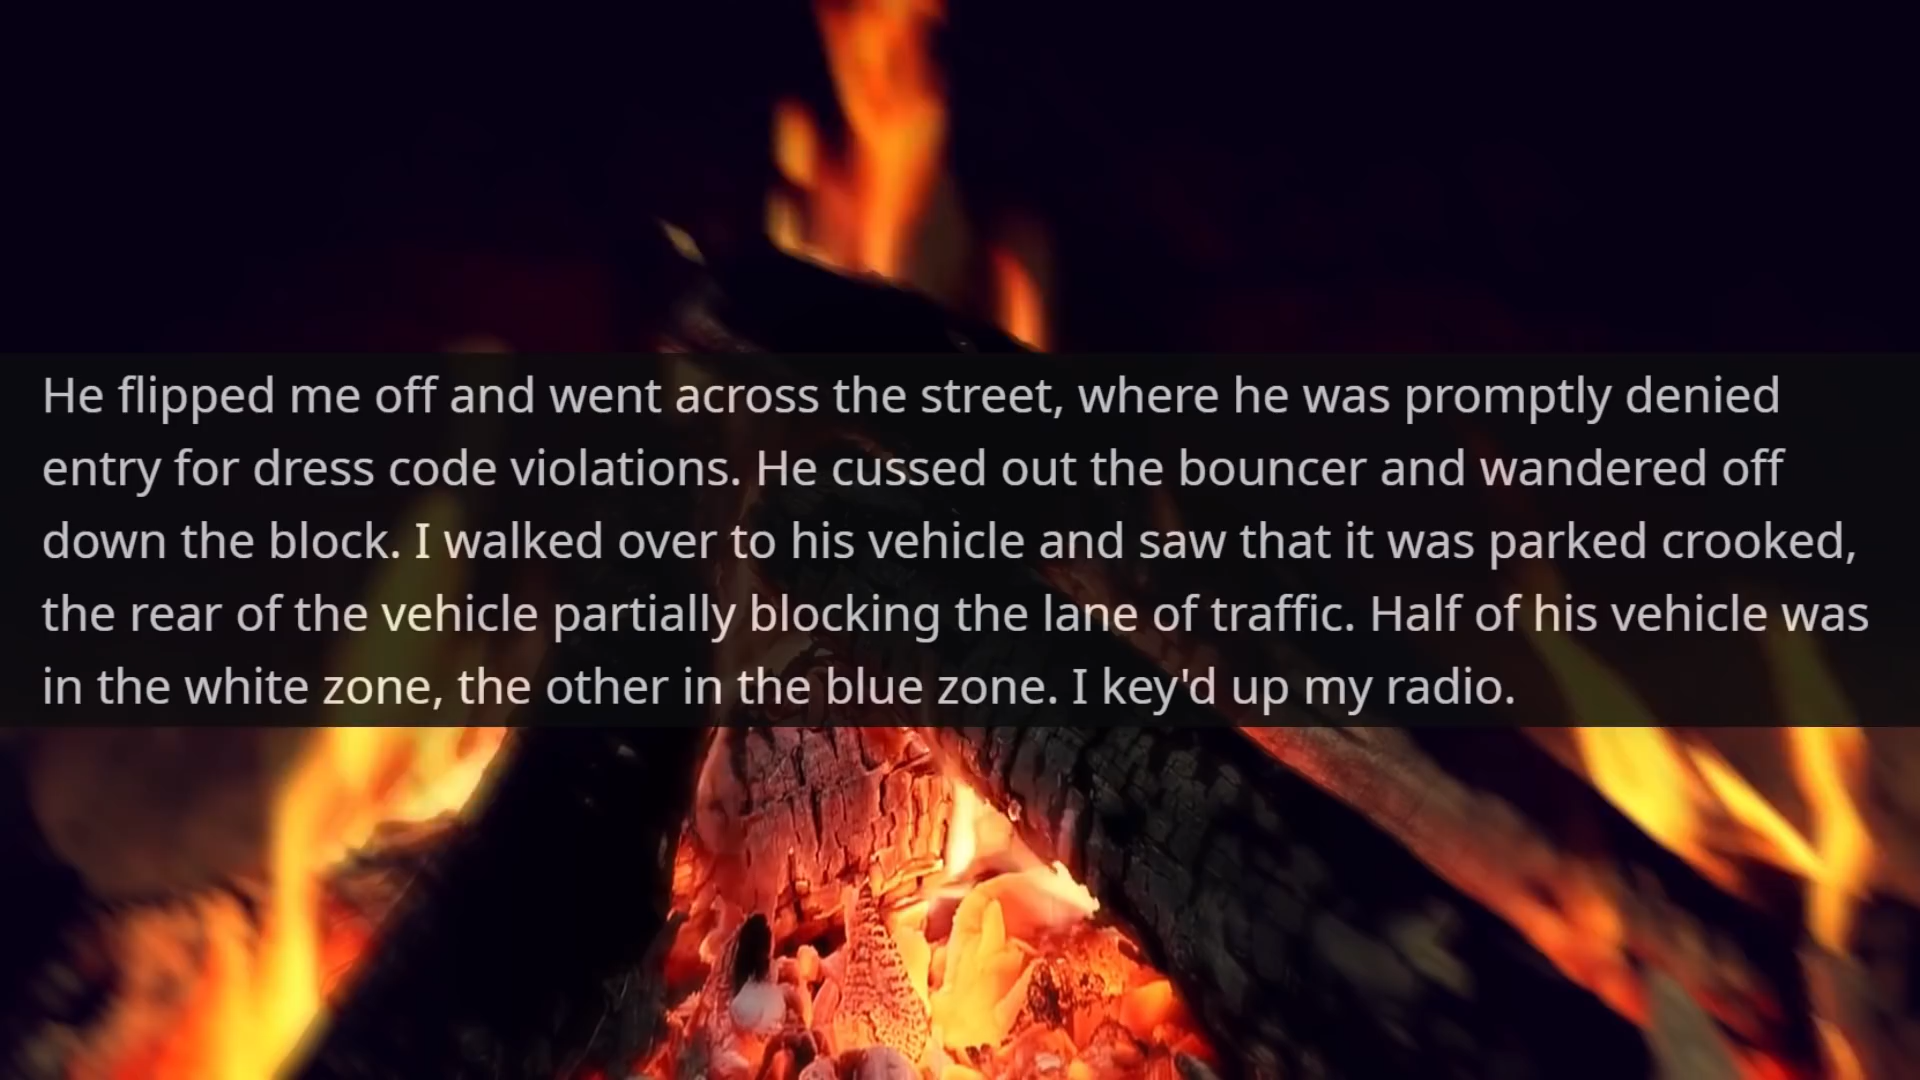 He flipped me off and went across the street, where he was promptly denied
entry for dress code violations. He cussed out the bouncer and wandered off
down the block. I walked over to his vehicle and saw that it was parked crooked,
the rear of the vehicle partially blocking the lane of traffic. Half of his vehicle was
in the white zone, the other in the blue zone. I key'd up my radio.